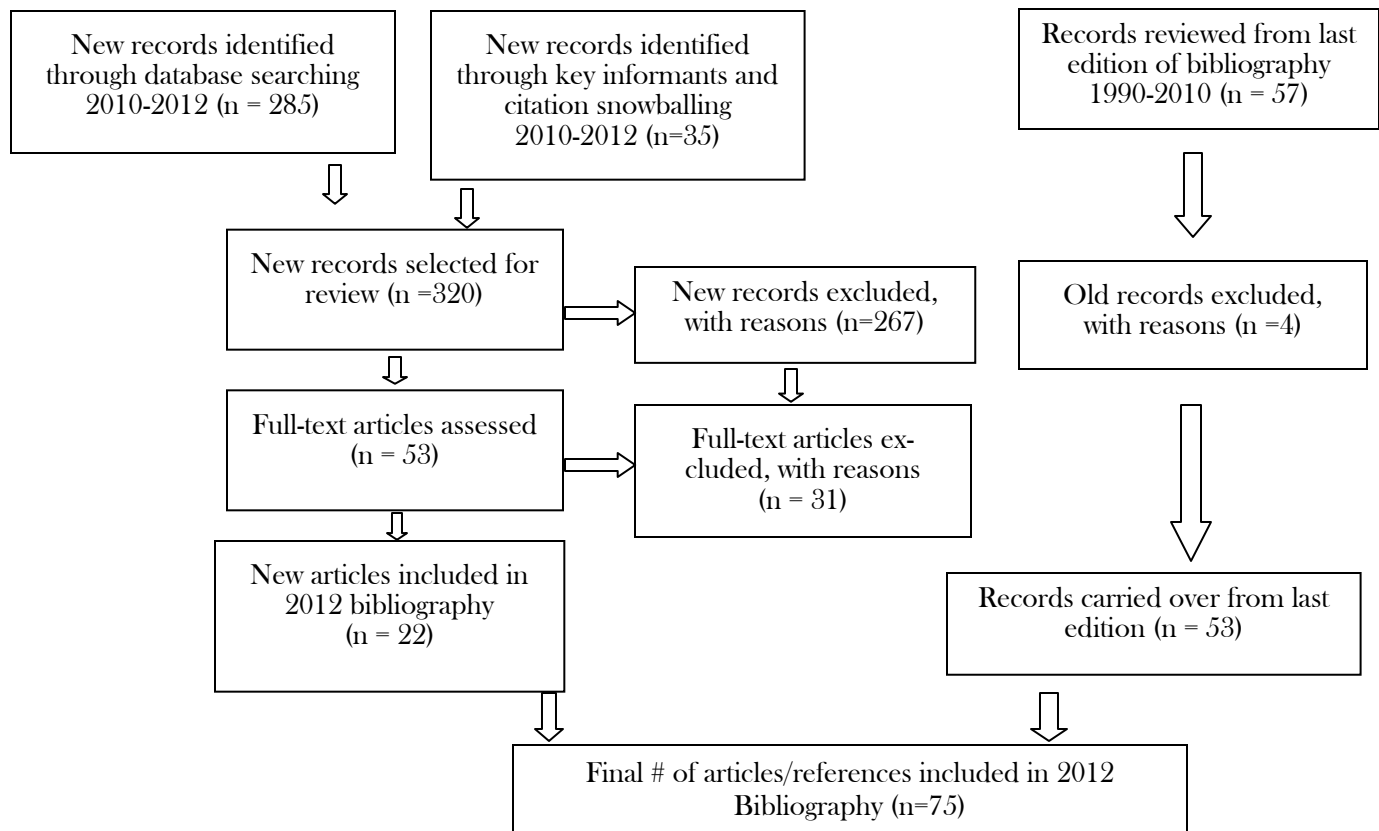 New records identified
through database searching
2010-2012 (n = 285)
New records identified
through key informants and
citation snowballing
2010-2012 (n=35)
Records reviewed from last
edition of bibliography
1990-2010 (n = 57)
New records selected for
review (n =320)
New records excluded,
with reasons (n=267)
Old records excluded,
with reasons (n =4)
Full-text articles assessed
(n = 53)
Full-text articles ex-
cluded, with reasons
(n = 31)
New articles included in
2012 bibliography
(n = 22)
Records carried over from last
edition (n = 53)
Final # of articles/references included in 2012
Bibliography (n=75)